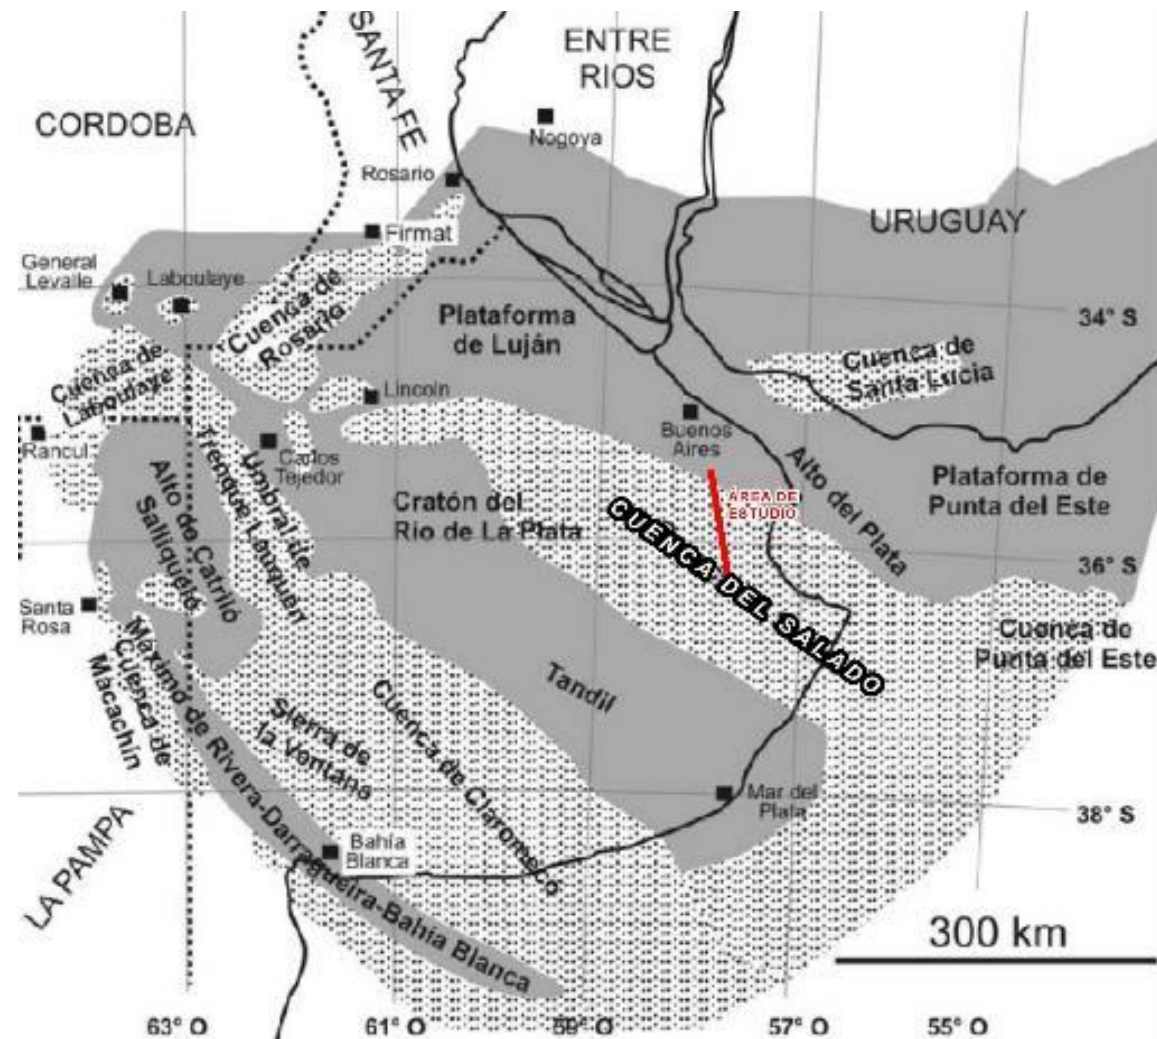 SANTA FE
ENTRE
RIOS
CORDOBA
Nogoya
Rosario
URUGUAY
Firmat
General
Levalle
Laboulaye
Cuenca de
Rosario
Plataforma
de Luján
34° S
Cuenca de
Laboulaye
Cuenca de
Santa Lucia
Lincoln
Buenos
Aires
Rancul
Carlos
Tejedor
Alto de Catriló
Salliqueló
Umbral de
Trenque Lauquen
Cratón del
Rio de La Plata
ÁREA DE
ESTUDIO
Alto del Plata
Plataforma de
Punta del Este
CUENCA DEL SALADO
36° S
Santa
Rosa
Cuenca de
Punta del Este
Máximo de Rivera-Darragueira-Bahía Blanca
Cuenca de
Macachín
Tandil
Sierra de
la Ventana
Cuenca de Claromecó
Mar del
Plata
38° S
LA PAMPA
Bahía
Blanca
300 km
63° O
61° O
59° O
57° O
55° O